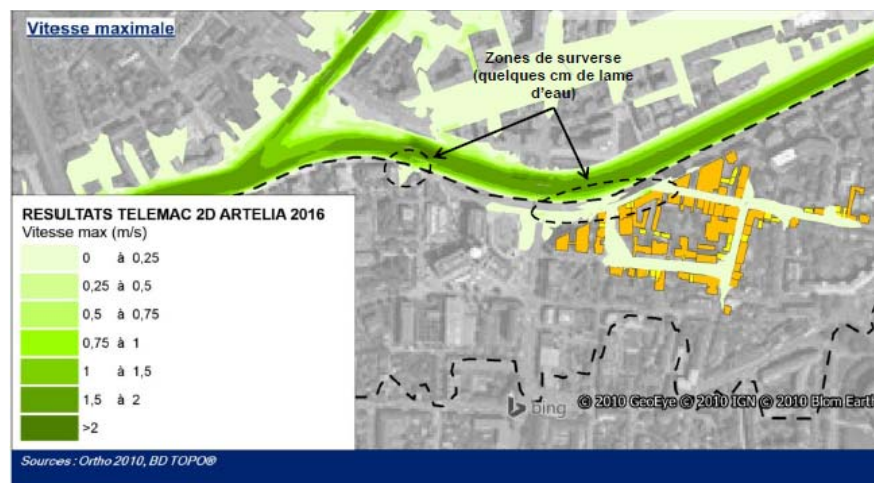 Vitesse maximale
Zones de surverse
(quelques cm de lame
d'eau)
RESULTATS TELEMAC 2D ARTELIA 2016
Vitesse max (m/s)
0 à 0,25
0,25 à 0,5
0,5 à 0,75
0,75 à 1
1 à 1,5
1,5 à 2
>2
bing
© 2010 GeoEye © 2010 IGN © 2010 Blom Earth
Sources : Ortho 2010, BD TOPO®